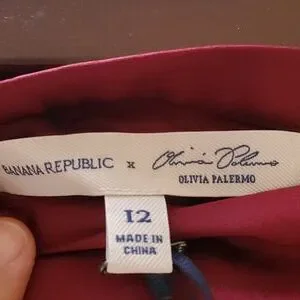 BANANA REPUBLIC x Olivia Palermo
OLIVIA PALERMO
12
MADE IN
CHINA